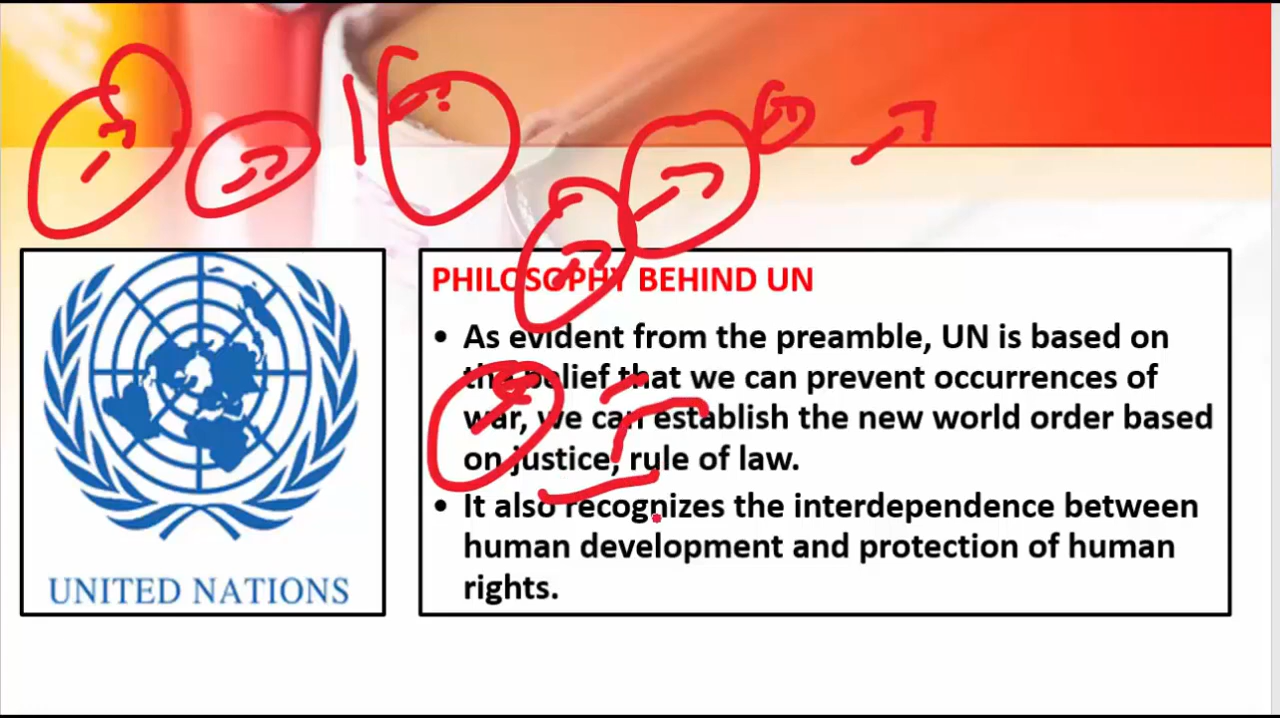 UNITED NATIONS
PHILOSOPHY BEHIND UN
• As evident from the preamble, UN is based on
the belief that we can prevent occurrences of
war, we can establish the new world order based
on justice, rule of law.
• It also recognizes the interdependence between
human development and protection of human
rights.